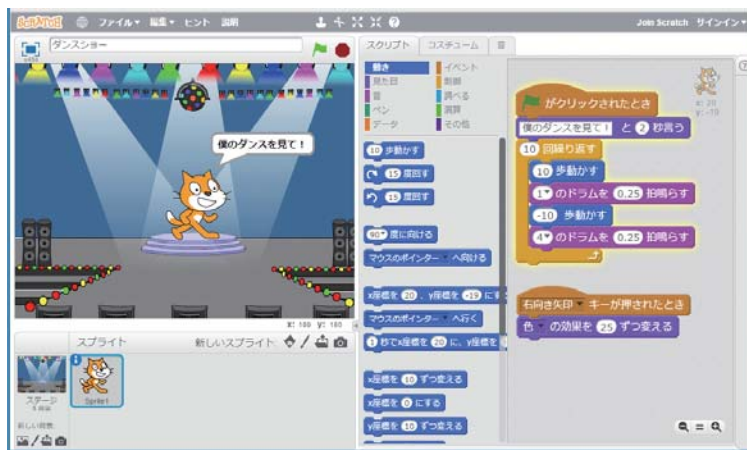 SCRATCH ファイル 編集 ヒント 説明 Join Scratch サインイン
ダンスショー
僕のダンスを見て!
x: 180 y: 180
スプライト 新しいスプライト:
ステージ
Sprite1
スクリプト コスチューム 音
動き イベント
見た目 制御
音 調べる
ペン 演算
データ その他
10 歩動かす
15 度回す
15 度回す
90 度に向ける
マウスのポインター へ向ける
x座標を 20 、y座標を -19 にす
マウスのポインター へ行く
1 秒でx座標を 20 に、y座標を
x座標を 10 ずつ変える
x座標を 0 にする
y座標を 10 ずつ変える
x: 20
y: -19
がクリックされたとき
僕のダンスを見て! と 2 秒言う
10 回繰り返す
10 歩動かす
1 のドラムを 0.25 拍鳴らす
-10 歩動かす
4 のドラムを 0.25 拍鳴らす
右向き矢印 キーが押されたとき
色 の効果を 25 ずつ変える